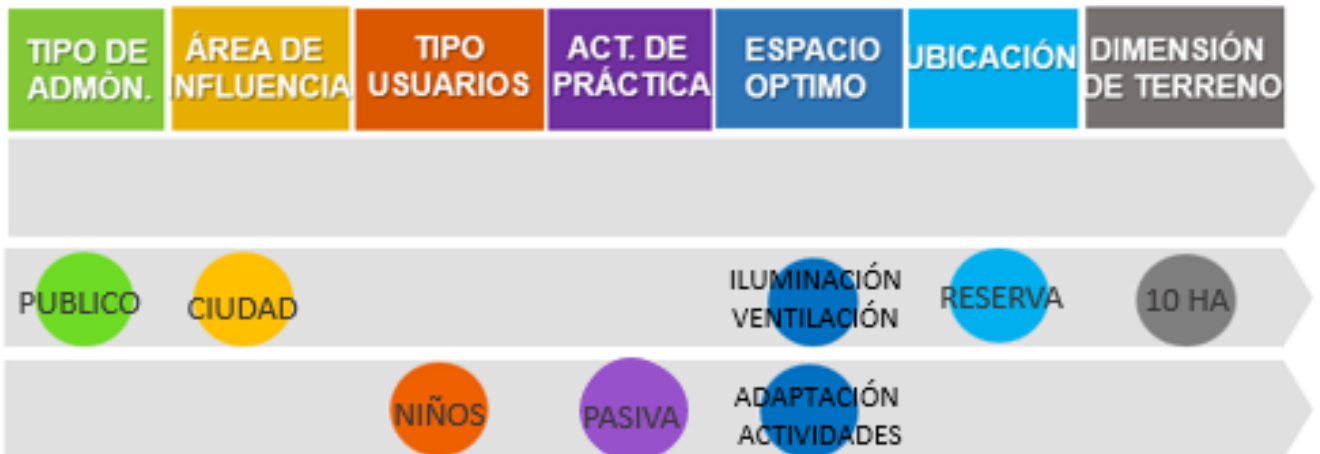 TIPO DE
ADMÒN.
ÁREA DE
INFLUENCIA
TIPO
USUARIOS
ACT. DE
PRÁCTICA
ESPACIO
OPTIMO
UBICACIÓN
DIMENSIÓN
DE TERRENO
PUBLICO
CIUDAD
ILUMINACIÓN
VENTILACIÓN
RESERVA
10 HA
NIÑOS
PASIVA
ADAPTACIÓN
ACTIVIDADES